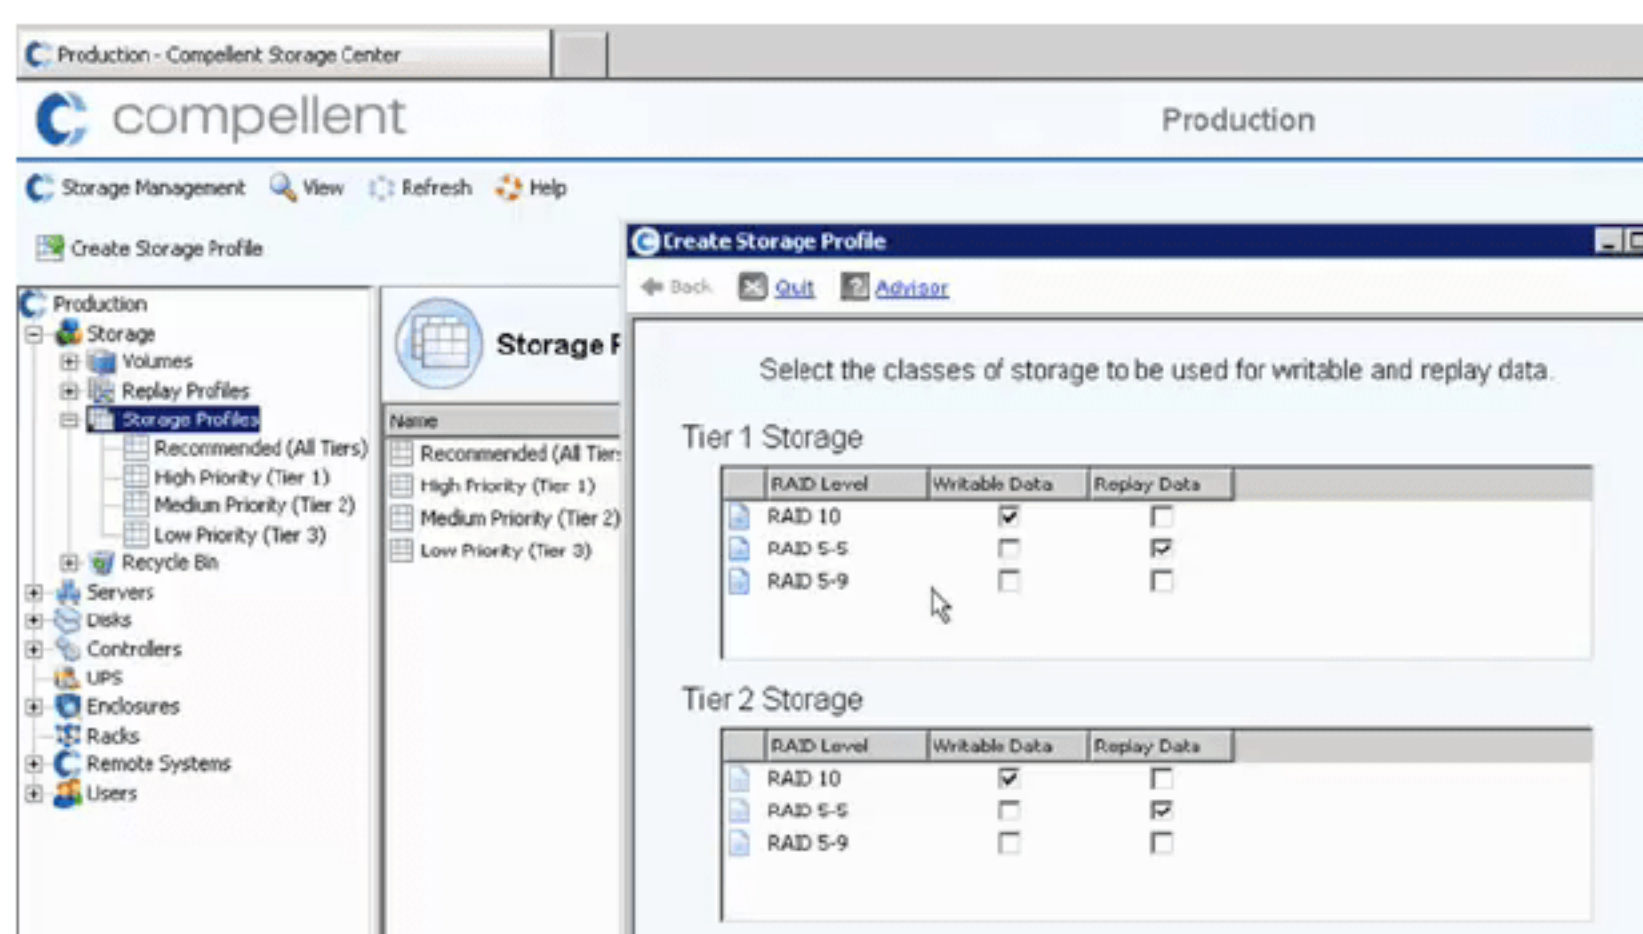 Production - Compellent Storage Center
compellent
Production
Storage Management View Refresh Help
Create Storage Profile
Production
Storage
Volumes
Replay Profiles
Storage Profiles
Recommended (All Tiers)
High Priority (Tier 1)
Medium Priority (Tier 2)
Low Priority (Tier 3)
Recycle Bin
Servers
Disks
Controllers
UPS
Enclosures
Racks
Remote Systems
Users
Storage
Name
Recommended (All Tier
High Priority (Tier 1)
Medium Priority (Tier 2)
Low Priority (Tier 3)
Create Storage Profile
Back Quit Advisor
Select the classes of storage to be used for writable and replay data.
Tier 1 Storage
RAID Level Writable Data Replay Data
RAID 10
RAID 5-5
RAID 5-9
Tier 2 Storage
RAID Level Writable Data Replay Data
RAID 10
RAID 5-5
RAID 5-9